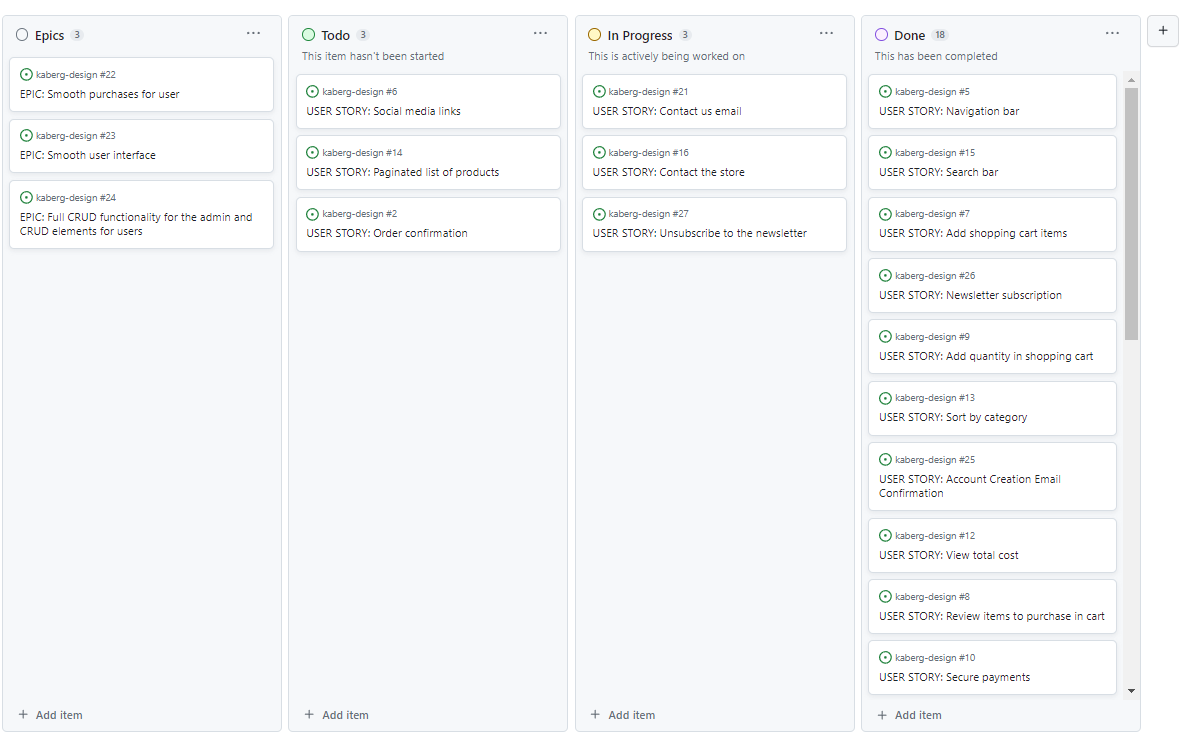 Epics 3
kaberg-design #22
EPIC: Smooth purchases for user
kaberg-design #23
EPIC: Smooth user interface
kaberg-design #24
EPIC: Full CRUD functionality for the admin and
CRUD elements for users
+ Add item
Todo 3
This item hasn't been started
kaberg-design #6
USER STORY: Social media links
kaberg-design #14
USER STORY: Paginated list of products
kaberg-design #2
USER STORY: Order confirmation
+ Add item
In Progress 3
This is actively being worked on
kaberg-design #21
USER STORY: Contact us email
kaberg-design #16
USER STORY: Contact the store
kaberg-design #27
USER STORY: Unsubscribe to the newsletter
+ Add item
Done 18
This has been completed
kaberg-design #5
USER STORY: Navigation bar
kaberg-design #15
USER STORY: Search bar
kaberg-design #7
USER STORY: Add shopping cart items
kaberg-design #26
USER STORY: Newsletter subscription
kaberg-design #9
USER STORY: Add quantity in shopping cart
kaberg-design #13
USER STORY: Sort by category
kaberg-design #25
USER STORY: Account Creation Email
Confirmation
kaberg-design #12
USER STORY: View total cost
kaberg-design #8
USER STORY: Review items to purchase in cart
kaberg-design #10
USER STORY: Secure payments
+ Add item